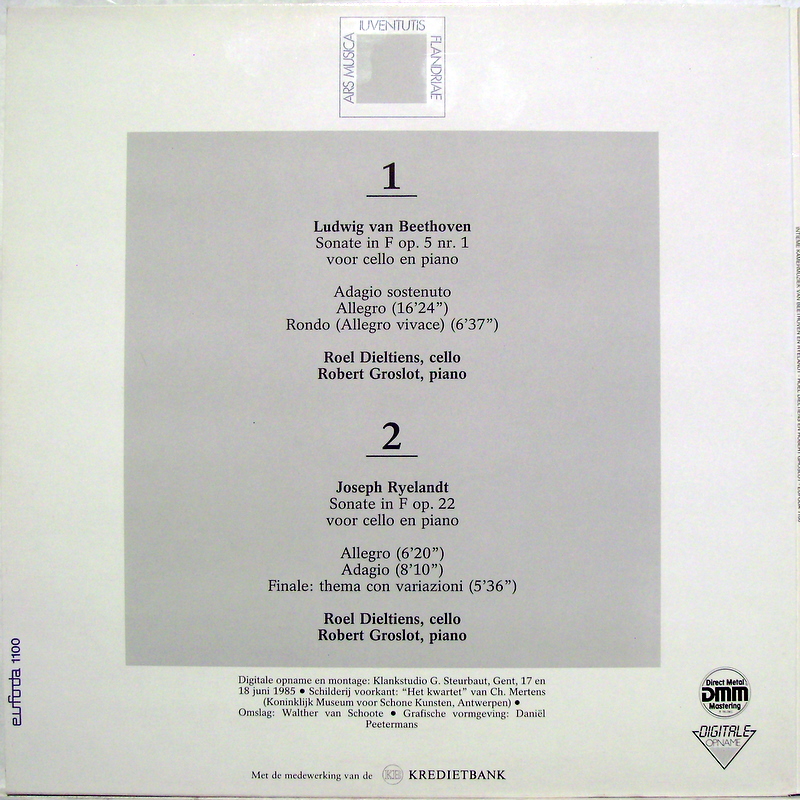 IUVENTUTIS
ARS MUSICA
FLANDRIAE
1
Ludwig van Beethoven
Sonate in F op. 5 nr. 1
voor cello en piano
Adagio sostenuto
Allegro (16’24”)
Rondo (Allegro vivace) (6’37”)
Roel Dieltiens, cello
Robert Groslot, piano
2
Joseph Ryelandt
Sonate in F op. 22
voor cello en piano
Allegro (6’20”)
Adagio (8’10”)
Finale: thema con variazioni (5’36”)
Roel Dieltiens, cello
Robert Groslot, piano
eufoda 1100
Digitale opname en montage: Klankstudio G. Steurbaut, Gent, 17 en
18 juni 1985 ● Schilderij voorkant: “Het kwartet” van Ch. Mertens
(Koninklijk Museum voor Schone Kunsten, Antwerpen) ●
Omslag: Walther van Schoote ● Grafische vormgeving: Daniël
Peetermans
Direct Metal
DMM
Mastering
DIGITALE
OPNAME
Met de medewerking van de KB KREDIETBANK